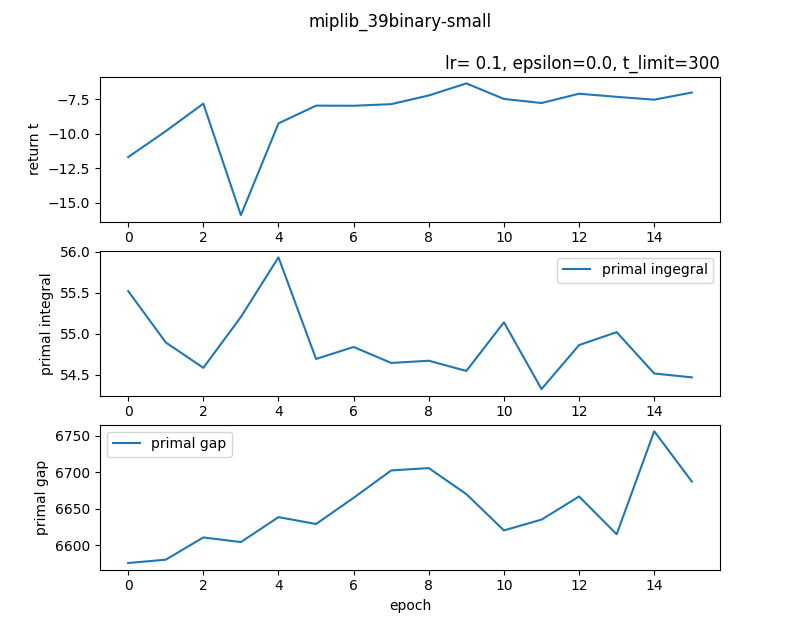 miplib_39binary-small
lr= 0.1, epsilon=0.0, t_limit=300
return t
−7.5
−10.0
−12.5
−15.0
0 2 4 6 8 10 12 14
primal integral
56.0
55.5
55.0
54.5
primal ingegral
0 2 4 6 8 10 12 14
primal gap
6750
6700
6650
6600
primal gap
0 2 4 6 8 10 12 14
epoch